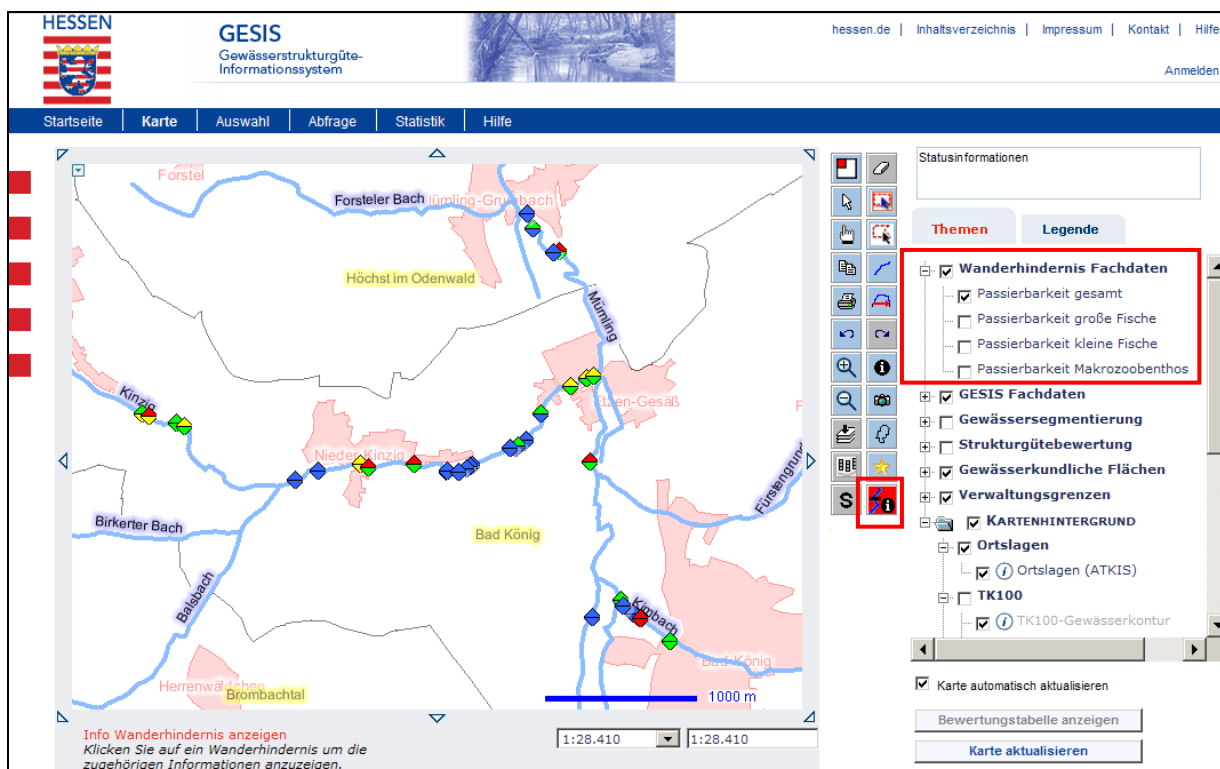 HESSEN
GESIS
Gewässerstrukturgüte-
Informationssystem
hessen.de | Inhaltsverzeichnis | Impressum | Kontakt | Hilfe
Anmelden
Startseite Karte Auswahl Abfrage Statistik Hilfe
Forstel
Forsteler Bach
Höchst im Odenwald
Mümling
Etzen-Gesäß
Kinzig
Nieder-Kinzig
Fürstengrund
Birkerter Bach
Bad König
Balsbach
Kimbach
Bad-König
Brombachtal
1000 m
Info Wanderhindernis anzeigen
Klicken Sie auf ein Wanderhindernis um die
zugehörigen Informationen anzuzeigen.
1:28.410 1:28.410
S
Statusinformationen
Themen Legende
Wanderhindernis Fachdaten
Passierbarkeit gesamt
Passierbarkeit große Fische
Passierbarkeit kleine Fische
Passierbarkeit Makrozoobenthos
GESIS Fachdaten
Gewässersegmentierung
Strukturgütebewertung
Gewässerkundliche Flächen
Verwaltungsgrenzen
KARTENHINTERGRUND
Ortslagen
Ortslagen (ATKIS)
TK100
TK100-Gewässerkontur
Karte automatisch aktualisieren
Bewertungstabelle anzeigen
Karte aktualisieren